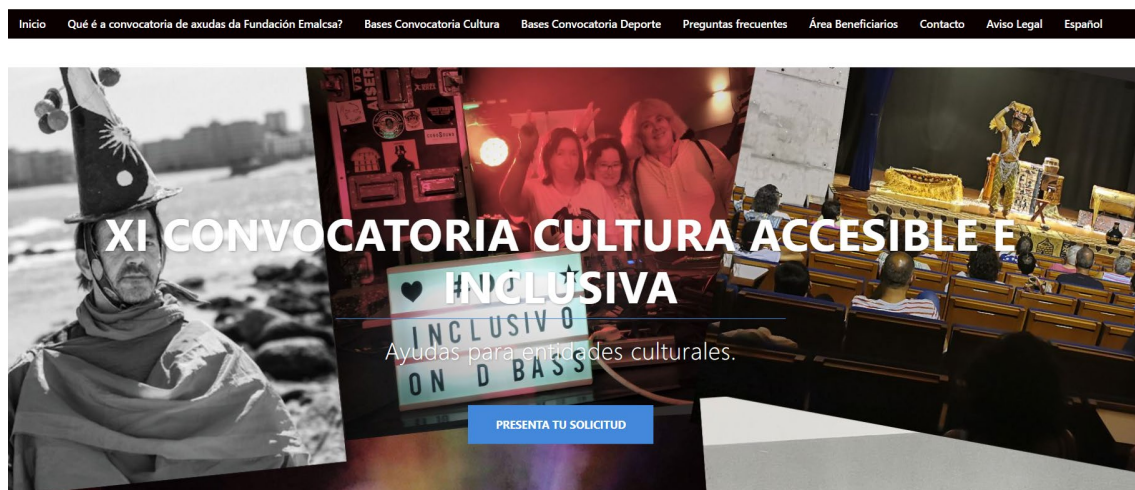 Inicio Qué é a convocatoria de axudas da Fundación Emalcsa? Bases Convocatoria Cultura Bases Convocatoria Deporte Preguntas frecuentes Área Beneficiarios Contacto Aviso Legal Español
XI CONVOCATORIA CULTURA ACCESIBLE E
INCLUSIVA
Ayudas para entidades culturales.
PRESENTA TU SOLICITUD
♥ #DJ ★
INCLUSIVO
ON D BASS